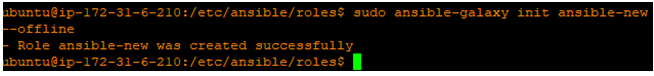 ubuntu@ip-172-31-6-210:/etc/ansible/roles$ sudo ansible-galaxy init ansible-new
--offline
- Role ansible-new was created successfully
ubuntu@ip-172-31-6-210:/etc/ansible/roles$